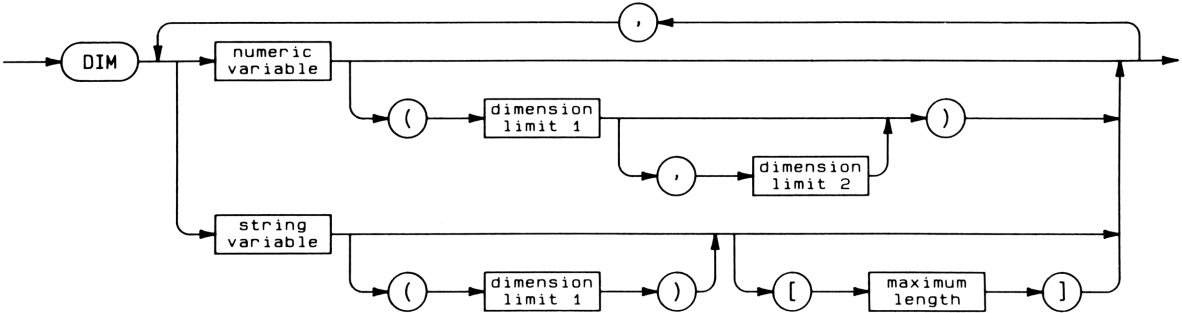 ,
DIM
numeric
variable
(
dimension
limit 1
)
,
dimension
limit 2
string
variable
(
dimension
limit 1
)
[
maximum
length
]